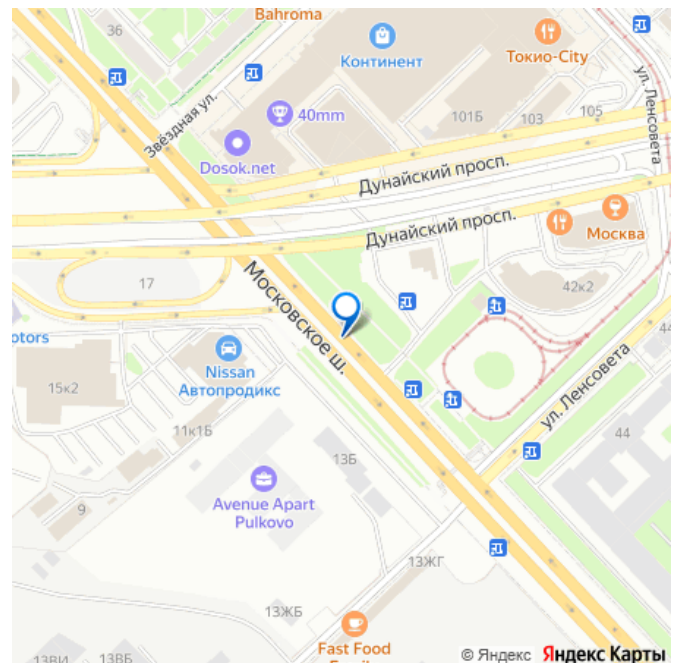 Bahroma
36
Континент
Токио-City
ул. Ленсовета
Звёздная ул.
40mm
101Б
103
105
Dosok.net
Дунайский просп.
Дунайский просп.
Москва
17
42к2
44
Московское ш.
otors
Nissan
Автопродикс
15к2
ул. Ленсовета
11к1Б
13Б
44
Avenue Apart
Pulkovo
9
13ЖГ
13ЖБ
Fast Food
13ВИ
13ВБ
© Яндекс Яндекс Карты